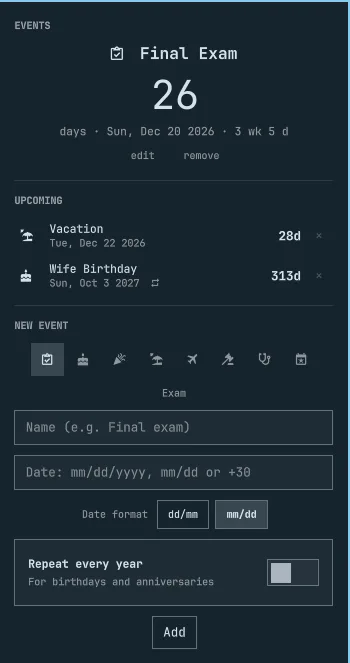 EVENTS
Final Exam
26
days · Sun, Dec 20 2026 · 3 wk 5 d
edit remove
UPCOMING
Vacation
Tue, Dec 22 2026
28d ×
Wife Birthday
Sun, Oct 3 2027
313d ×
NEW EVENT
Exam
Name (e.g. Final exam)
Date: mm/dd/yyyy, mm/dd or +30
Date format dd/mm mm/dd
Repeat every year
For birthdays and anniversaries
Add